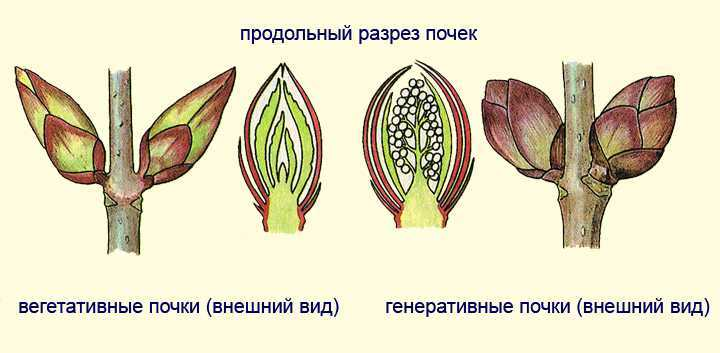 продольный разрез почек
вегетативные почки (внешний вид)
генеративные почки (внешний вид)